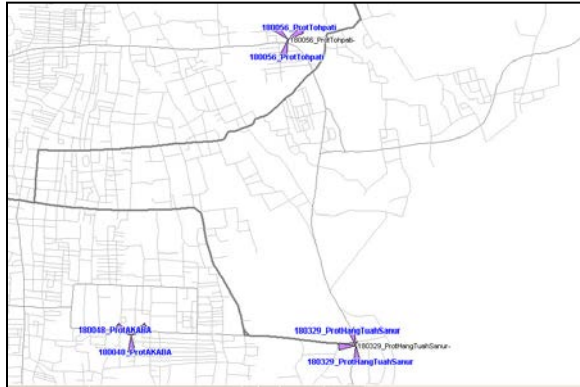 180056_ProtTohpati
180056_ProtTohpati-
180056_ProtTohpati
180048_ProtAKABA
180048_ProtAKABA
180329_ProtHangTuahSanur
180329_ProtHangTuahSanur-
180329_ProtHangTuahSanur